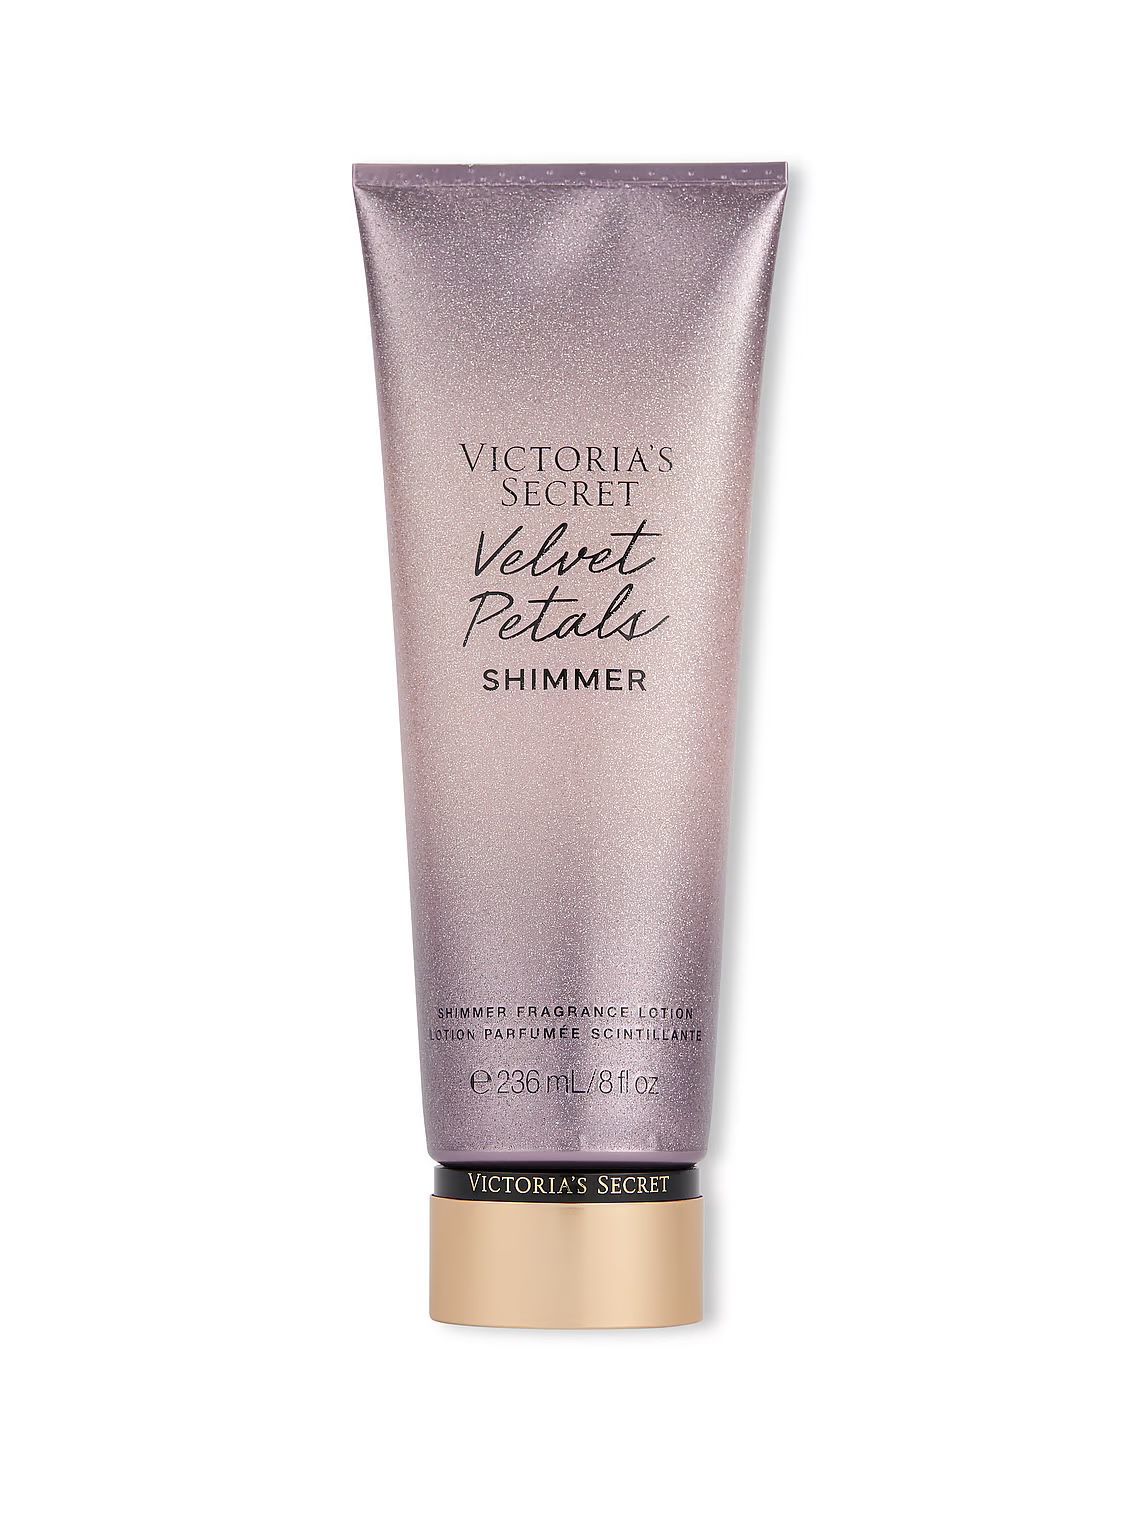 VICTORIA'S
SECRET
Velvet
Petals
SHIMMER
SHIMMER FRAGRANCE LOTION
LOTION PARFUMÉE SCINTILLANTE
℮ 236 mL/8 fl oz
VICTORIA'S SECRET